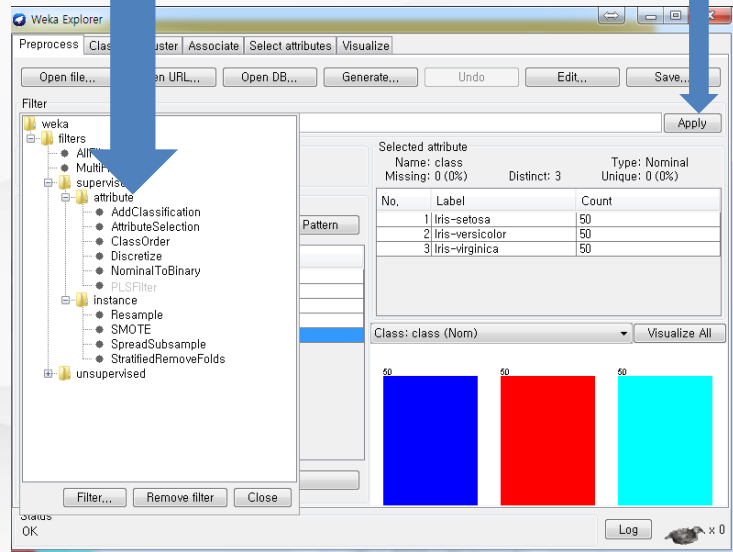 Weka Explorer
Preprocess Associate Select attributes Visualize
Open file... URL... Open DB... Generate... Undo Edit... Save...
Filter
Apply
weka
filters
supervised
attribute
AddClassification
AttributeSelection
ClassOrder
Discretize
NominalToBinary
PLSFilter
instance
Resample
SMOTE
SpreadSubsample
StratifiedRemoveFolds
unsupervised
Filter... Remove filter Close
Pattern
Selected attribute
Name: class Type: Nominal
Missing: 0 (0%) Distinct: 3 Unique: 0 (0%)
No. Label Count
1 Iris-setosa 50
2 Iris-versicolor 50
3 Iris-virginica 50
Class: class (Nom) Visualize All
50 50 50
Status
OK
Log x 0